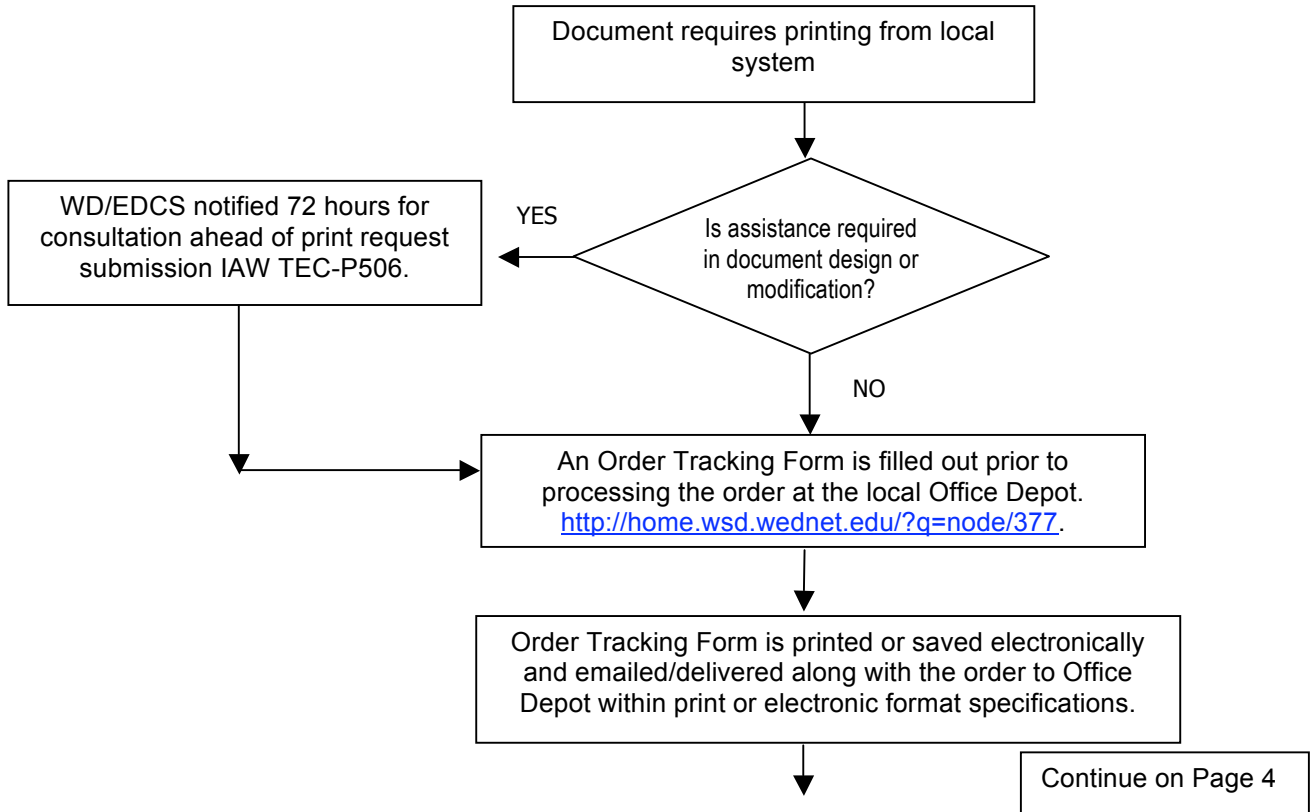 Document requires printing from local
system
WD/EDCS notified 72 hours for
consultation ahead of print request
submission IAW TEC-P506.
YES
Is assistance required
in document design or
modification?
NO
An Order Tracking Form is filled out prior to
processing the order at the local Office Depot.
http://home.wsd.wednet.edu/?q=node/377.
Order Tracking Form is printed or saved electronically
and emailed/delivered along with the order to Office
Depot within print or electronic format specifications.
Continue on Page 4